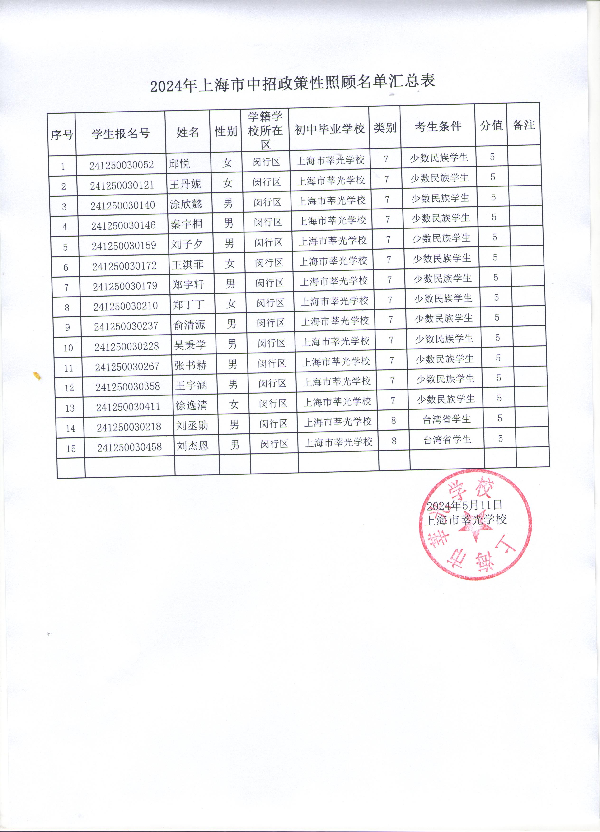 2024年上海市中招政策性照顾名单汇总表
序号 学生报名号 姓名 性别 学籍学校所在区 初中毕业学校 类别 考生条件 分值 备注
1 241250030052 邱悦 女 闵行区 上海市莘光学校 7 少数民族学生 5
2 241250030121 王丹妮 女 闵行区 上海市莘光学校 7 少数民族学生 5
3 241250030140 涂欣懿 男 闵行区 上海市莘光学校 7 少数民族学生 5
4 241250030146 秦宇桐 男 闵行区 上海市莘光学校 7 少数民族学生 5
5 241250030159 刘子夕 男 闵行区 上海市莘光学校 7 少数民族学生 5
6 241250030172 王祺菲 女 闵行区 上海市莘光学校 7 少数民族学生 5
7 241250030179 郑宇珩 男 闵行区 上海市莘光学校 7 少数民族学生 5
8 241250030210 郑丁丁 女 闵行区 上海市莘光学校 7 少数民族学生 5
9 241250030237 俞清源 男 闵行区 上海市莘光学校 7 少数民族学生 5
10 241250030228 吴秉学 男 闵行区 上海市莘光学校 7 少数民族学生 5
11 241250030267 张书赫 男 闵行区 上海市莘光学校 7 少数民族学生 5
12 241250030358 王宇 男 闵行区 上海市莘光学校 7 少数民族学生 5
13 241250030411 徐逸清 女 闵行区 上海市莘光学校 7 少数民族学生 5
14 241250030218 刘丞勋 男 闵行区 上海市莘光学校 8 台湾省学生 5
15 241250030458 刘杰恩 男 闵行区 上海市莘光学校 8 台湾省学生 5
2024年5月11日
上海市莘光学校
上海市莘光学校